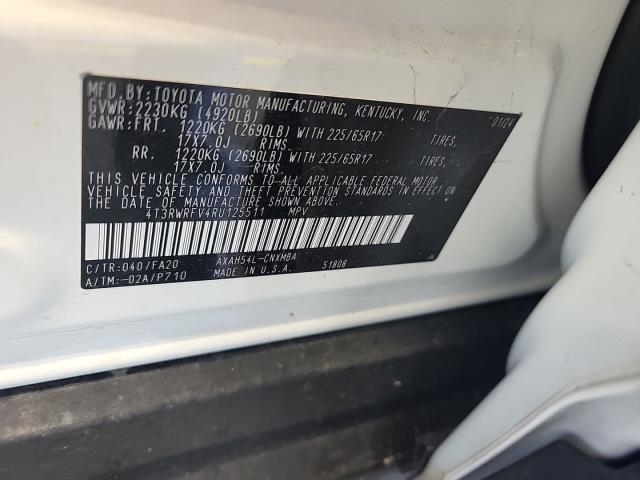 MFD.BY:TOYOTA MOTOR MANUFACTURING, KENTUCKY, INC.
GVWR:2230KG (4920LB) 01/24
GAWR:FRT. 1220KG (2690LB) WITH 225/65R17 TIRES,
17X7.0J RIMS.
RR. 1220KG (2690LB) WITH 225/65R17 TIRES,
17X7.0J RIMS.
THIS VEHICLE CONFORMS TO ALL APPLICABLE FEDERAL MOTOR
VEHICLE SAFETY AND THEFT PREVENTION STANDARDS IN EFFECT ON
THE DATE OF MANUFACTURE SHOWN ABOVE.
4T3RWRFV4RU125511 MPV
C/TR:040/FA20 AXAH54L-CNXMBA
A/TM:-02A/P710 MADE IN U.S.A. 51808